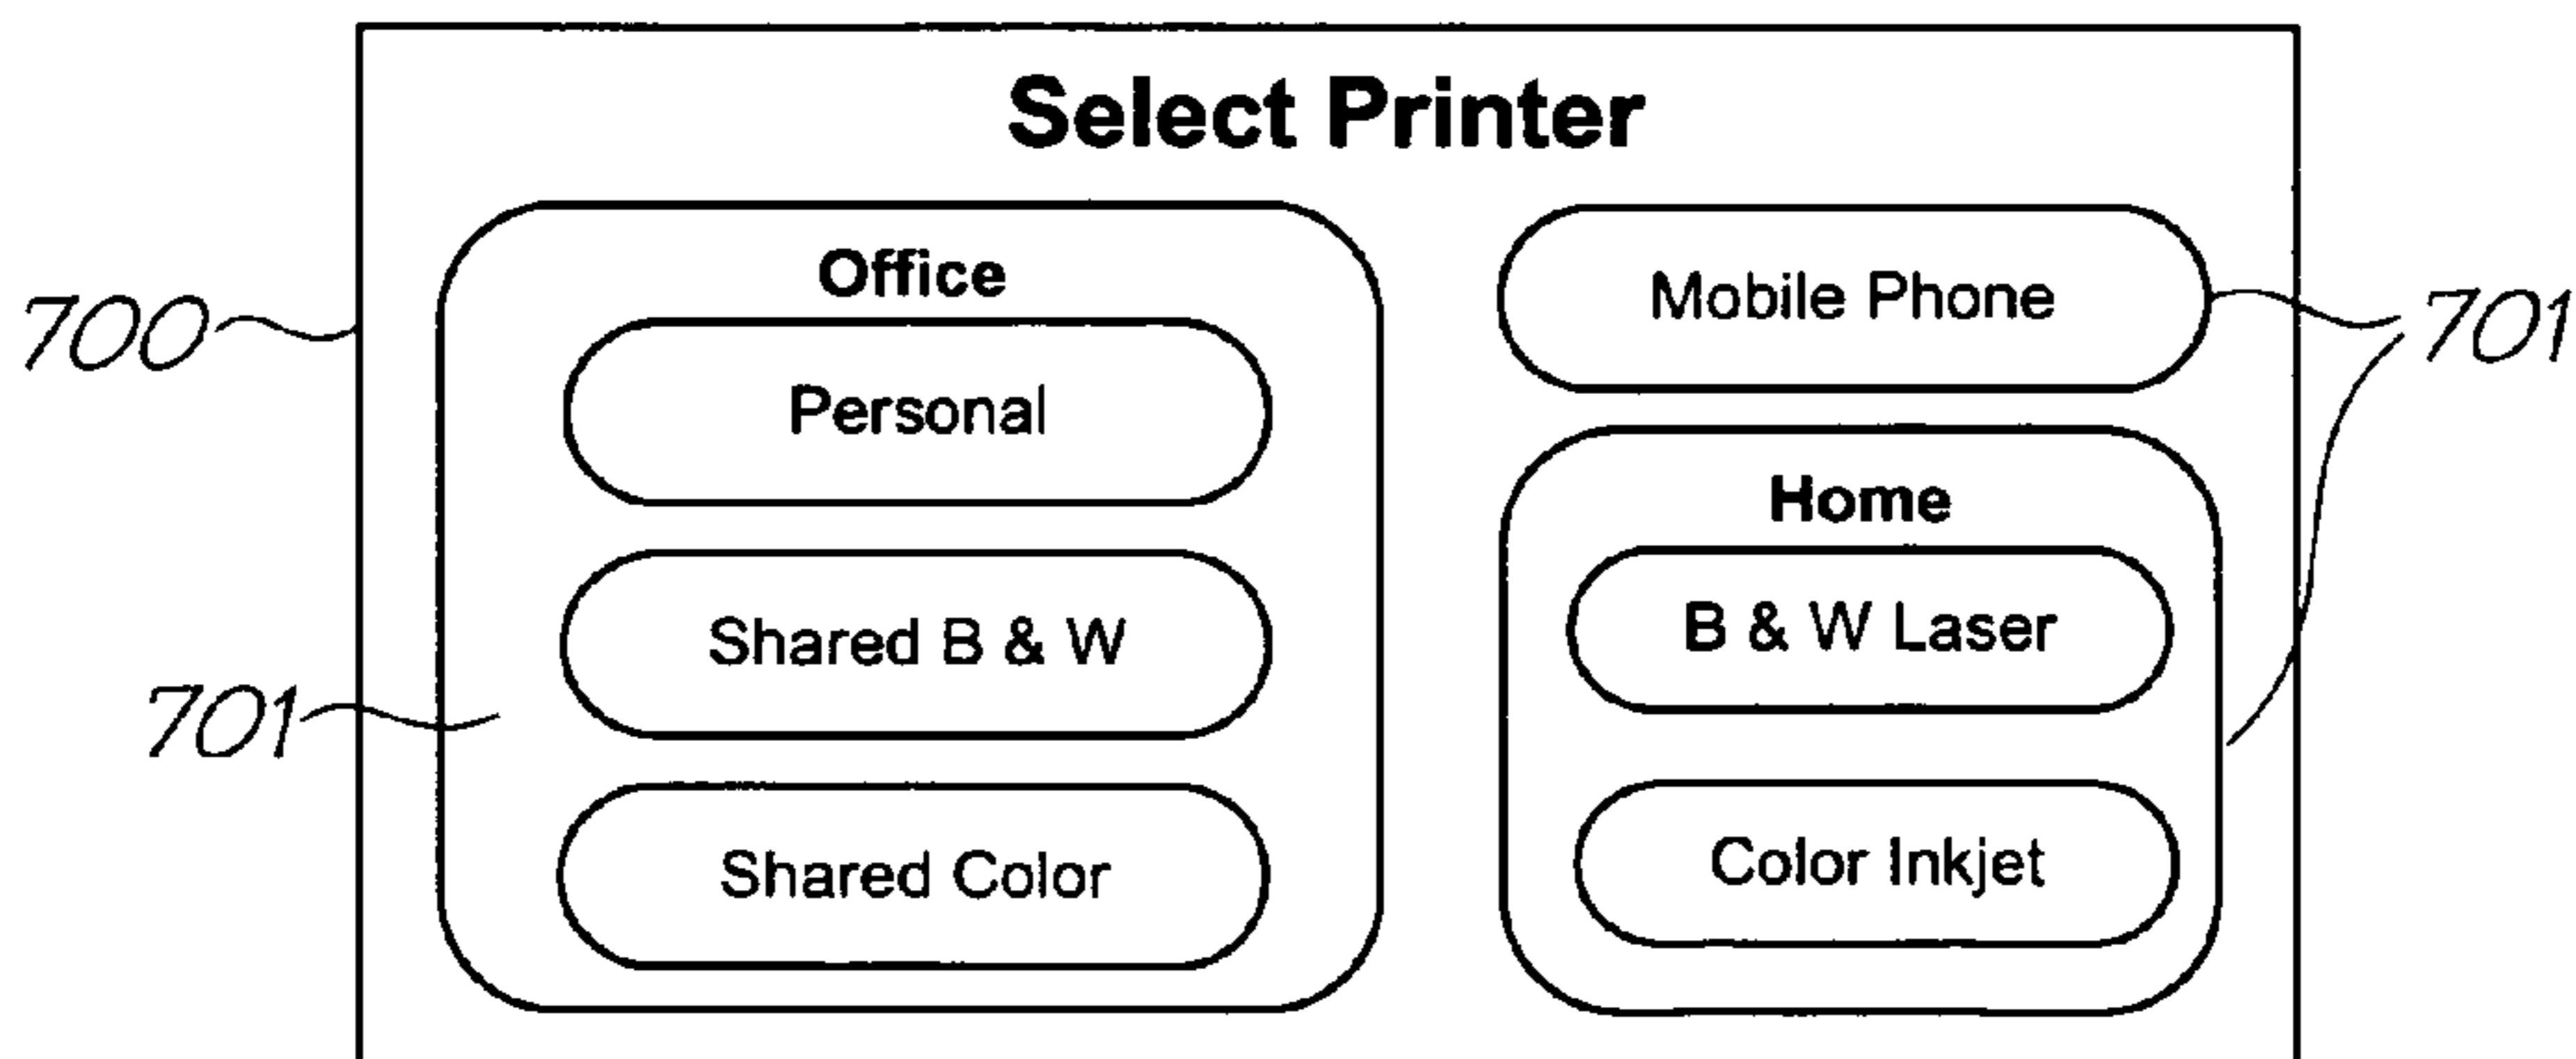 Select Printer
Office
Personal
Shared B & W
Shared Color
Mobile Phone
Home
B & W Laser
Color Inkjet
700
701
701